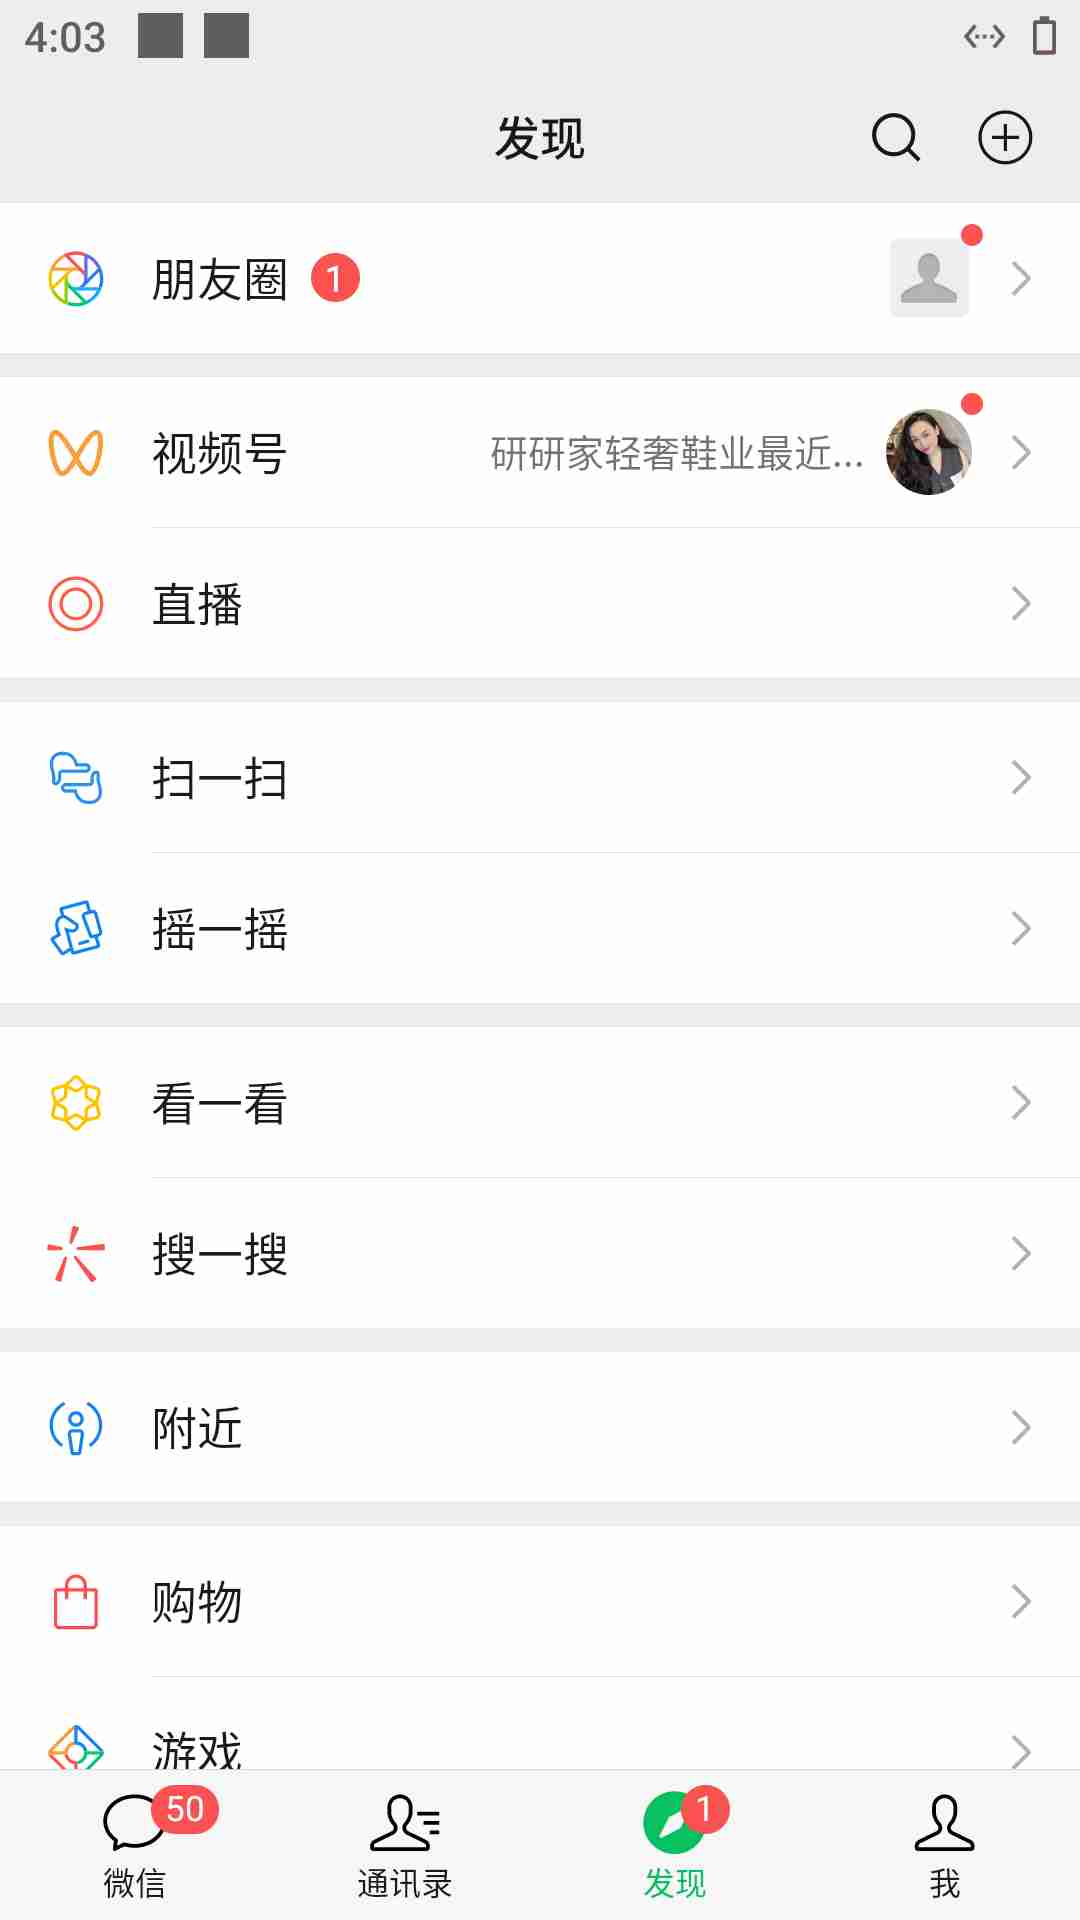 4:03
发现
朋友圈 1
视频号 研研家轻奢鞋业最近...
直播
扫一扫
摇一摇
看一看
搜一搜
附近
购物
游戏
50 1
微信 通讯录 发现 我